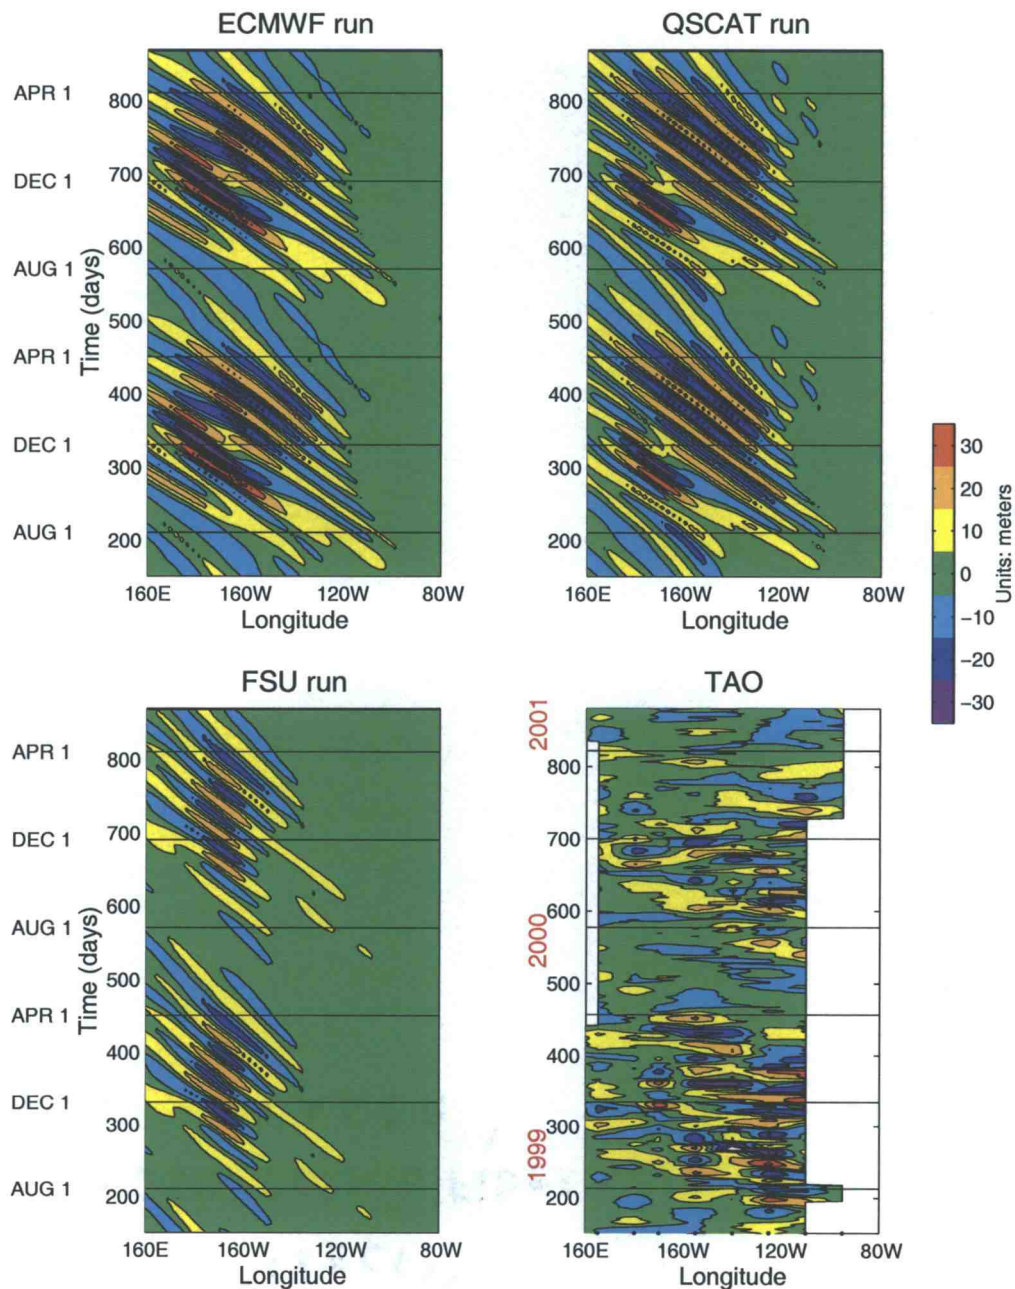 ECMWF run
QSCAT run
APR 1
DEC 1
AUG 1
APR 1
DEC 1
AUG 1
Time (days)
800
700
600
500
400
300
200
160E 160W 120W 80W
Longitude
800
700
600
500
400
300
200
160E 160W 120W 80W
Longitude
30
20
10
0
-10
-20
-30
Units: meters
FSU run
TAO
APR 1
DEC 1
AUG 1
APR 1
DEC 1
AUG 1
Time (days)
800
700
600
500
400
300
200
160E 160W 120W 80W
Longitude
2001
2000
1999
800
700
600
500
400
300
200
160E 160W 120W 80W
Longitude